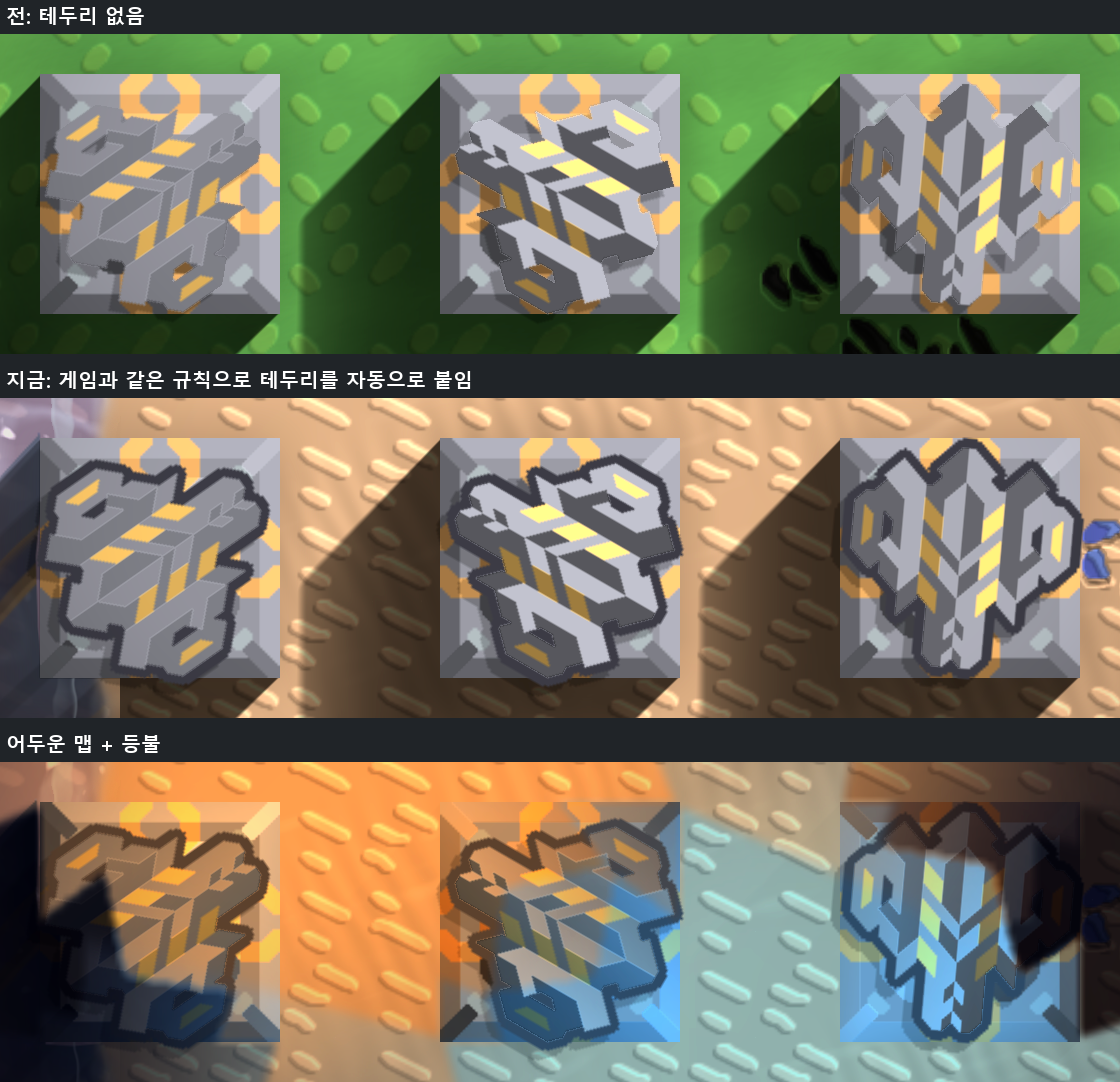 전: 테두리 없음
지금: 게임과 같은 규칙으로 테두리를 자동으로 붙임
어두운 맵 + 등불